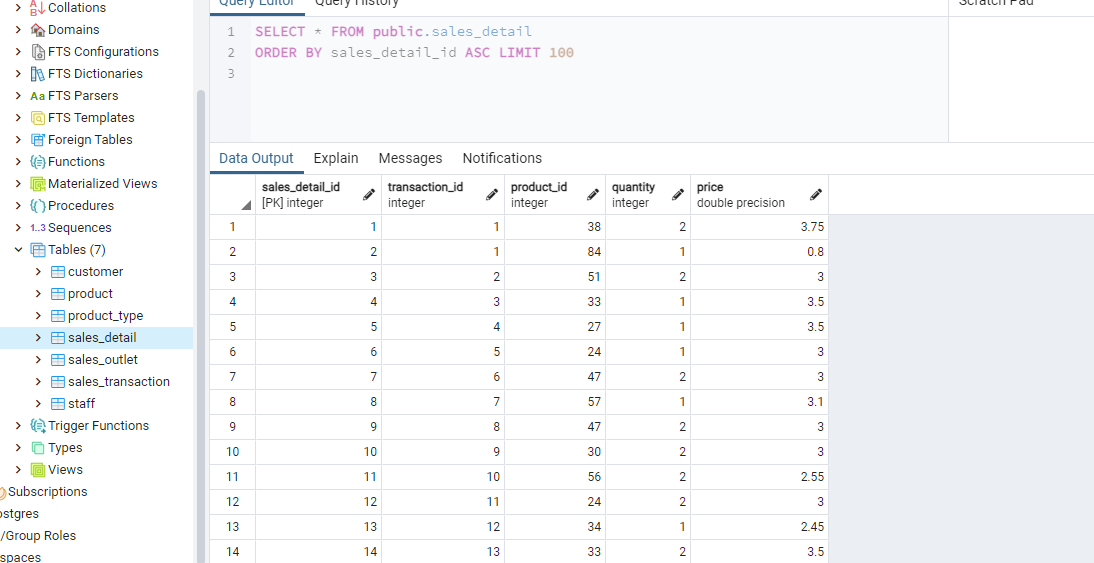 Query Editor Query History
Scratch Pad
Collations
Domains
FTS Configurations
FTS Dictionaries
Aa FTS Parsers
FTS Templates
Foreign Tables
Functions
Materialized Views
Procedures
1..3 Sequences
Tables (7)
customer
product
product_type
sales_detail
sales_outlet
sales_transaction
staff
Trigger Functions
Types
Views
Subscriptions
ostgres
/Group Roles
spaces
1 SELECT * FROM public.sales_detail
2 ORDER BY sales_detail_id ASC LIMIT 100
3
Data Output Explain Messages Notifications
sales_detail_id transaction_id product_id quantity price
[PK] integer integer integer integer double precision
1 1 1 38 2 3.75
2 2 1 84 1 0.8
3 3 2 51 2 3
4 4 3 33 1 3.5
5 5 4 27 1 3.5
6 6 5 24 1 3
7 7 6 47 2 3
8 8 7 57 1 3.1
9 9 8 47 2 3
10 10 9 30 2 3
11 11 10 56 2 2.55
12 12 11 24 2 3
13 13 12 34 1 2.45
14 14 13 33 2 3.5